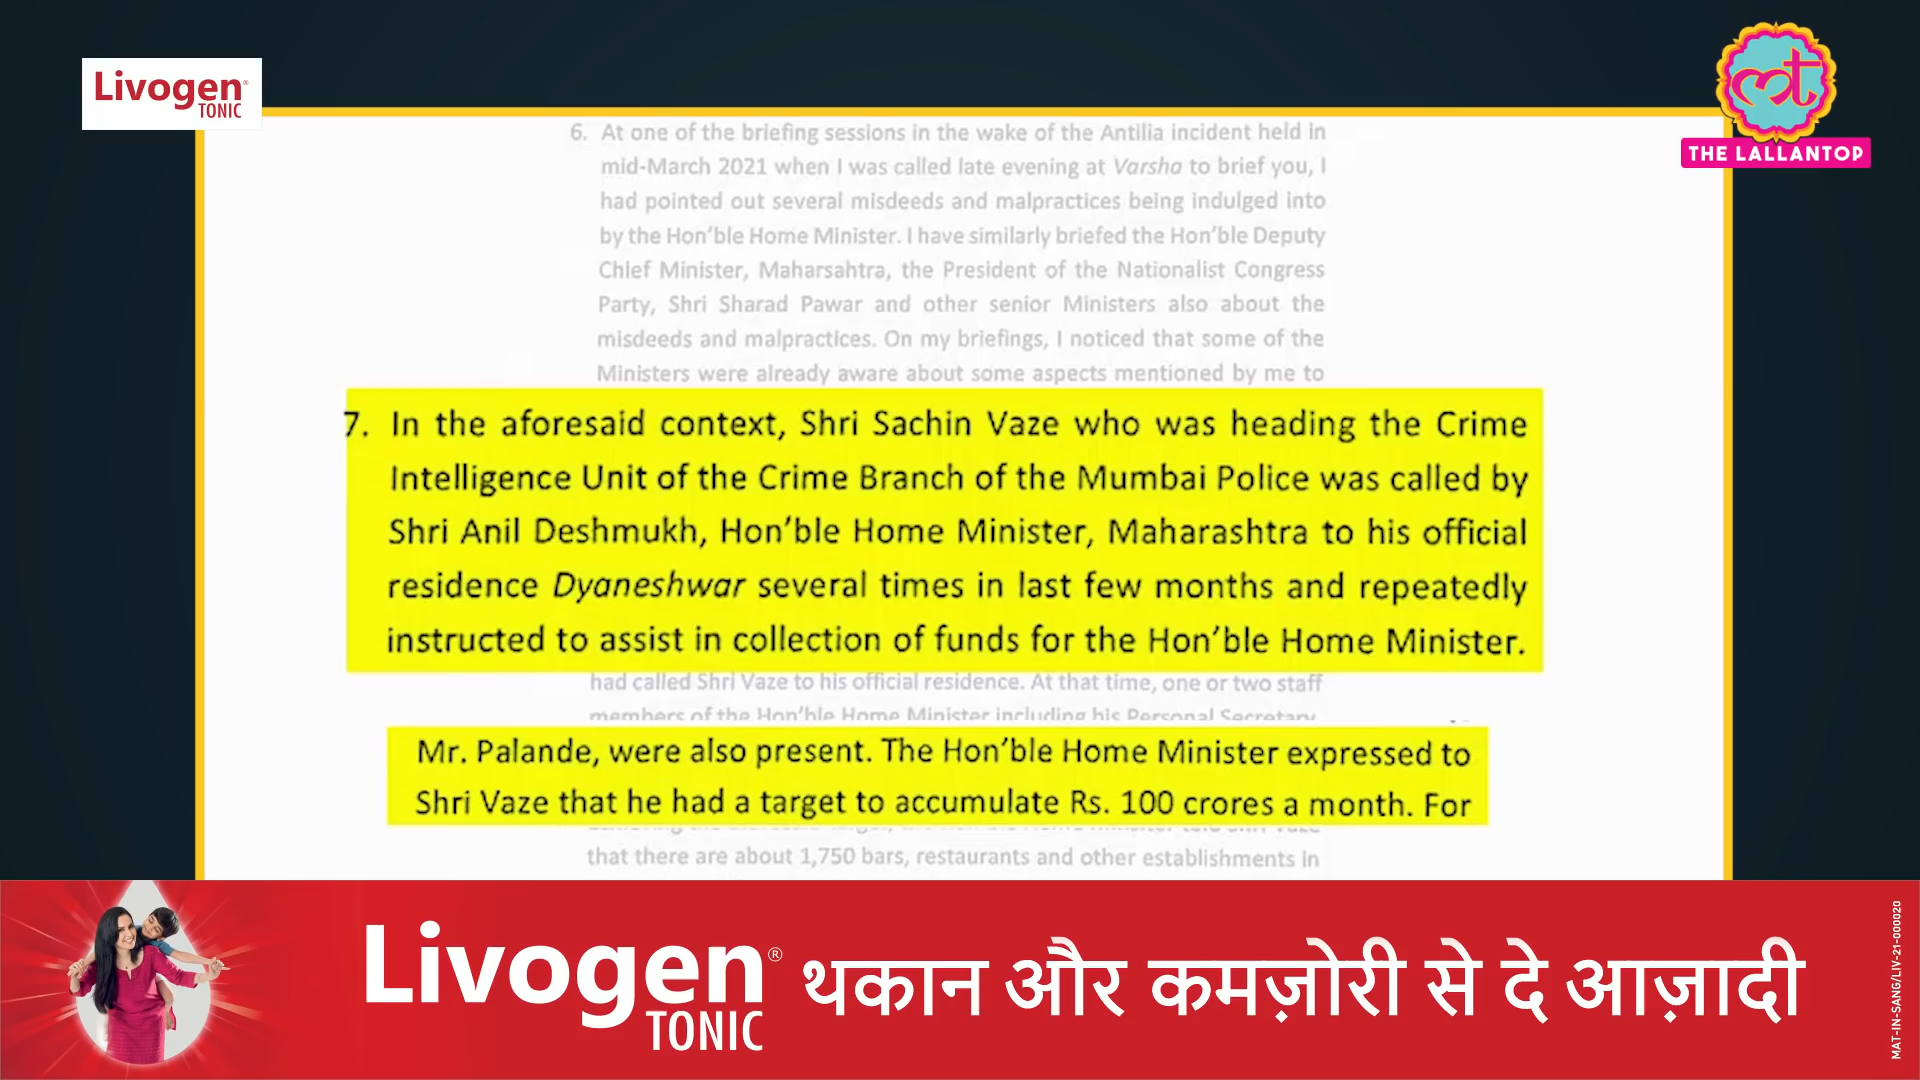 Livogen®
TONIC
THE LALLANTOP
6. At one of the briefing sessions in the wake of the Antilia incident held in
mid-March 2021 when I was called late evening at Varsha to brief you, I
had pointed out several misdeeds and malpractices being indulged into
by the Hon'ble Home Minister. I have similarly briefed the Hon'ble Deputy
Chief Minister, Maharsahtra, the President of the Nationalist Congress
Party, Shri Sharad Pawar and other senior Ministers also about the
misdeeds and malpractices. On my briefings, I noticed that some of the
Ministers were already aware about some aspects mentioned by me to
7. In the aforesaid context, Shri Sachin Vaze who was heading the Crime
Intelligence Unit of the Crime Branch of the Mumbai Police was called by
Shri Anil Deshmukh, Hon'ble Home Minister, Maharashtra to his official
residence Dyaneshwar several times in last few months and repeatedly
instructed to assist in collection of funds for the Hon'ble Home Minister.
had called Shri Vaze to his official residence. At that time, one or two staff
members of the Hon'ble Home Minister including his Personal Secretary,
Mr. Palande, were also present. The Hon'ble Home Minister expressed to
Shri Vaze that he had a target to accumulate Rs. 100 crores a month. For
that there are about 1,750 bars, restaurants and other establishments in
Livogen®
TONIC
थकान और कमज़ोरी से दे आज़ादी
MAT-IN-SANG/LIV-21-000020